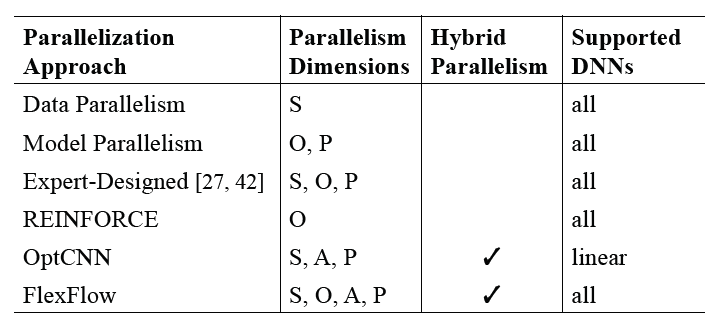 Parallelization Approach Parallelism Dimensions Hybrid Parallelism Supported DNNs
Data Parallelism S all
Model Parallelism O, P all
Expert-Designed [27, 42] S, O, P all
REINFORCE O all
OptCNN S, A, P ✓ linear
FlexFlow S, O, A, P ✓ all